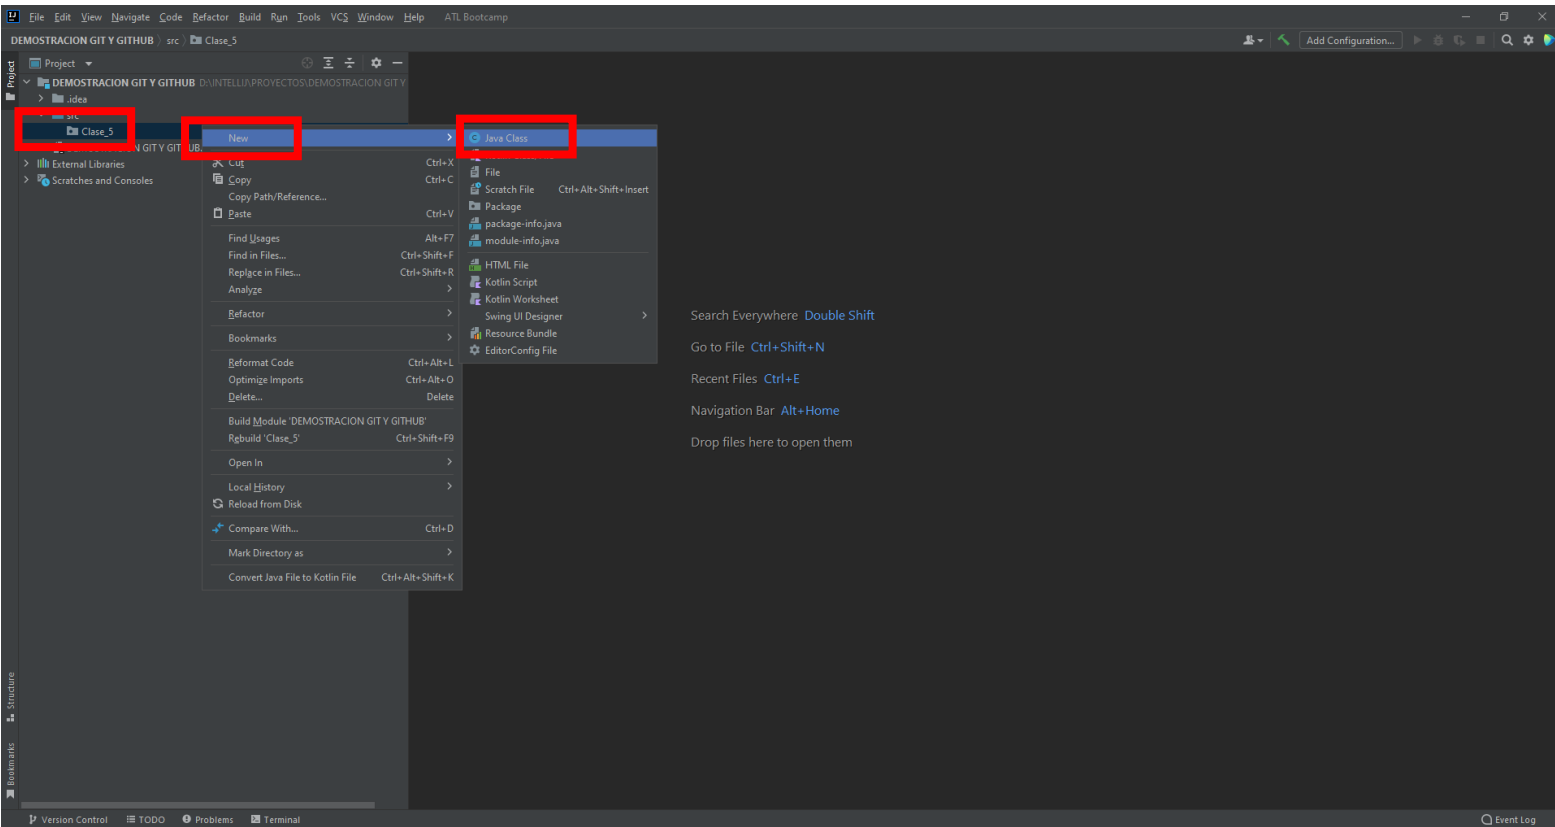 File Edit View Navigate Code Refactor Build Run Tools VCS Window Help ATL Bootcamp
DEMOSTRACION GIT Y GITHUB src Clase_5
Add Configuration...
Project
Project
DEMOSTRACION GIT Y GITHUB D:\INTELLIJ\PROYECTOS\DEMOSTRACION GIT Y
.idea
src
Clase_5
N GIT Y GIT UB.
External Libraries
Scratches and Consoles
New
Cut Ctrl+X
Copy Ctrl+C
Copy Path/Reference...
Paste Ctrl+V
Find Usages Alt+F7
Find in Files... Ctrl+Shift+F
Replace in Files... Ctrl+Shift+R
Analyze
Refactor
Bookmarks
Reformat Code Ctrl+Alt+L
Optimize Imports Ctrl+Alt+O
Delete... Delete
Build Module 'DEMOSTRACION GIT Y GITHUB'
Rebuild 'Clase_5' Ctrl+Shift+F9
Open In
Local History
Reload from Disk
Compare With... Ctrl+D
Mark Directory as
Convert Java File to Kotlin File Ctrl+Alt+Shift+K
Java Class
File
Scratch File Ctrl+Alt+Shift+Insert
Package
package-info.java
module-info.java
HTML File
Kotlin Script
Kotlin Worksheet
Swing UI Designer
Resource Bundle
EditorConfig File
Search Everywhere Double Shift
Go to File Ctrl+Shift+N
Recent Files Ctrl+E
Navigation Bar Alt+Home
Drop files here to open them
Structure
Bookmarks
Version Control TODO Problems Terminal
Event Log